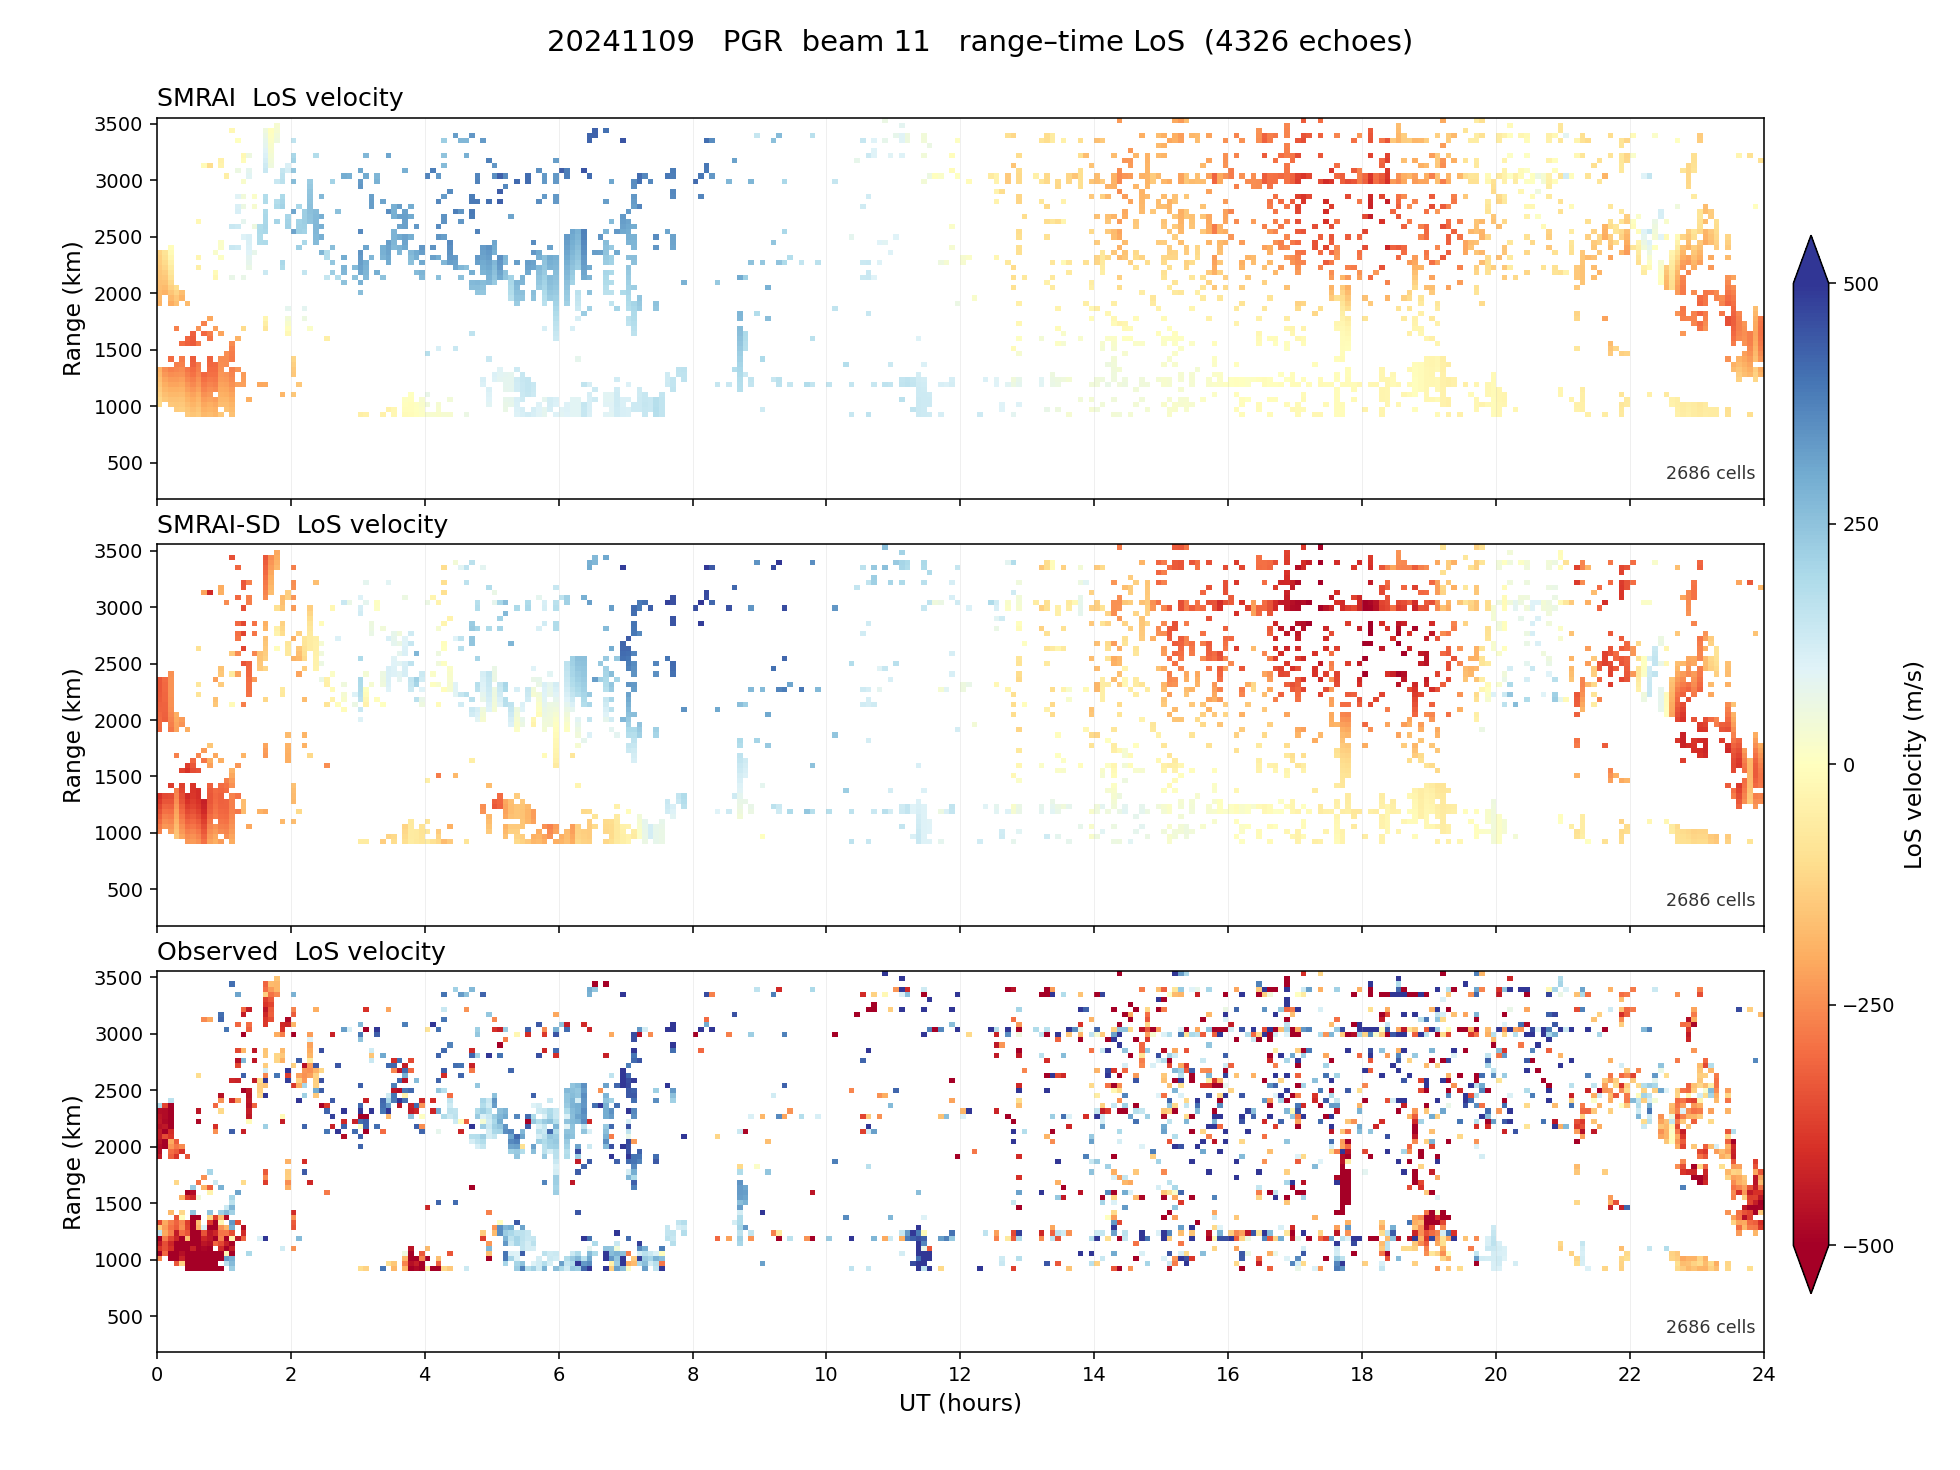 20241109   PGR  beam 11   range–time LoS  (4326 echoes)
SMRAI  LoS velocity
3500
3000
2500
2000
1500
1000
500
Range (km)
2686 cells
SMRAI-SD  LoS velocity
3500
3000
2500
2000
1500
1000
500
Range (km)
2686 cells
Observed  LoS velocity
3500
3000
2500
2000
1500
1000
500
Range (km)
2686 cells
0 2 4 6 8 10 12 14 16 18 20 22 24
UT (hours)
500
250
0
−250
−500
LoS velocity (m/s)